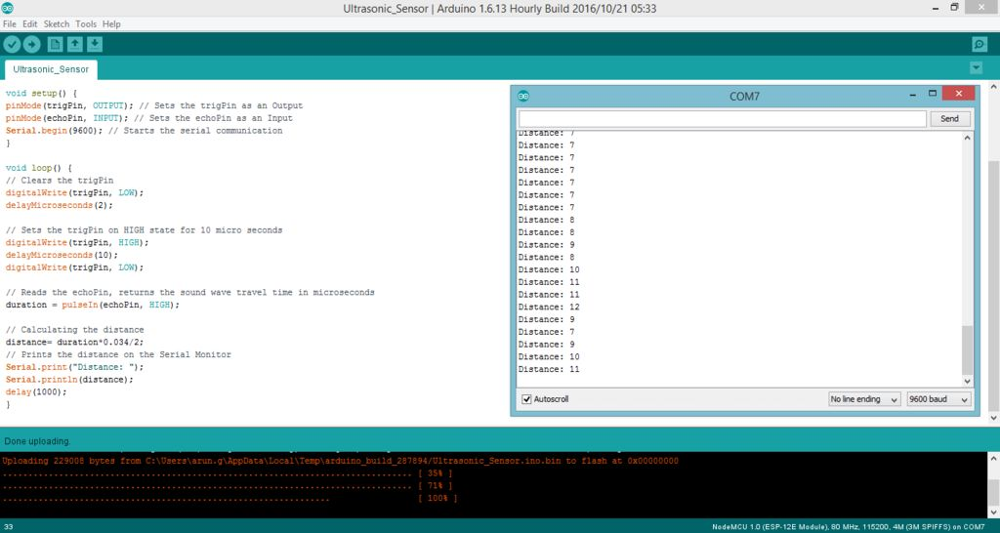 Ultrasonic_Sensor | Arduino 1.6.13 Hourly Build 2016/10/21 05:33
File Edit Sketch Tools Help
Ultrasonic_Sensor
void setup() {
pinMode(trigPin, OUTPUT); // Sets the trigPin as an Output
pinMode(echoPin, INPUT); // Sets the echoPin as an Input
Serial.begin(9600); // Starts the serial communication
}
void loop() {
// Clears the trigPin
digitalWrite(trigPin, LOW);
delayMicroseconds(2);
// Sets the trigPin on HIGH state for 10 micro seconds
digitalWrite(trigPin, HIGH);
delayMicroseconds(10);
digitalWrite(trigPin, LOW);
// Reads the echoPin, returns the sound wave travel time in microseconds
duration = pulseIn(echoPin, HIGH);
// Calculating the distance
distance= duration*0.034/2;
// Prints the distance on the Serial Monitor
Serial.print("Distance: ");
Serial.println(distance);
delay(1000);
}
COM7
Send
Distance: 7
Distance: 7
Distance: 7
Distance: 7
Distance: 7
Distance: 7
Distance: 7
Distance: 8
Distance: 8
Distance: 9
Distance: 8
Distance: 10
Distance: 11
Distance: 11
Distance: 12
Distance: 9
Distance: 7
Distance: 9
Distance: 10
Distance: 11
Autoscroll
No line ending
9600 baud
Done uploading.
Uploading 229008 bytes from C:\Users\arun.g\AppData\Local\Temp\arduino_build_287894/Ultrasonic_Sensor.ino.bin to flash at 0x00000000
................................................................................ [ 35% ]
................................................................................ [ 71% ]
................................................................ [ 100% ]
33
NodeMCU 1.0 (ESP-12E Module), 80 MHz, 115200, 4M (3M SPIFFS) on COM7